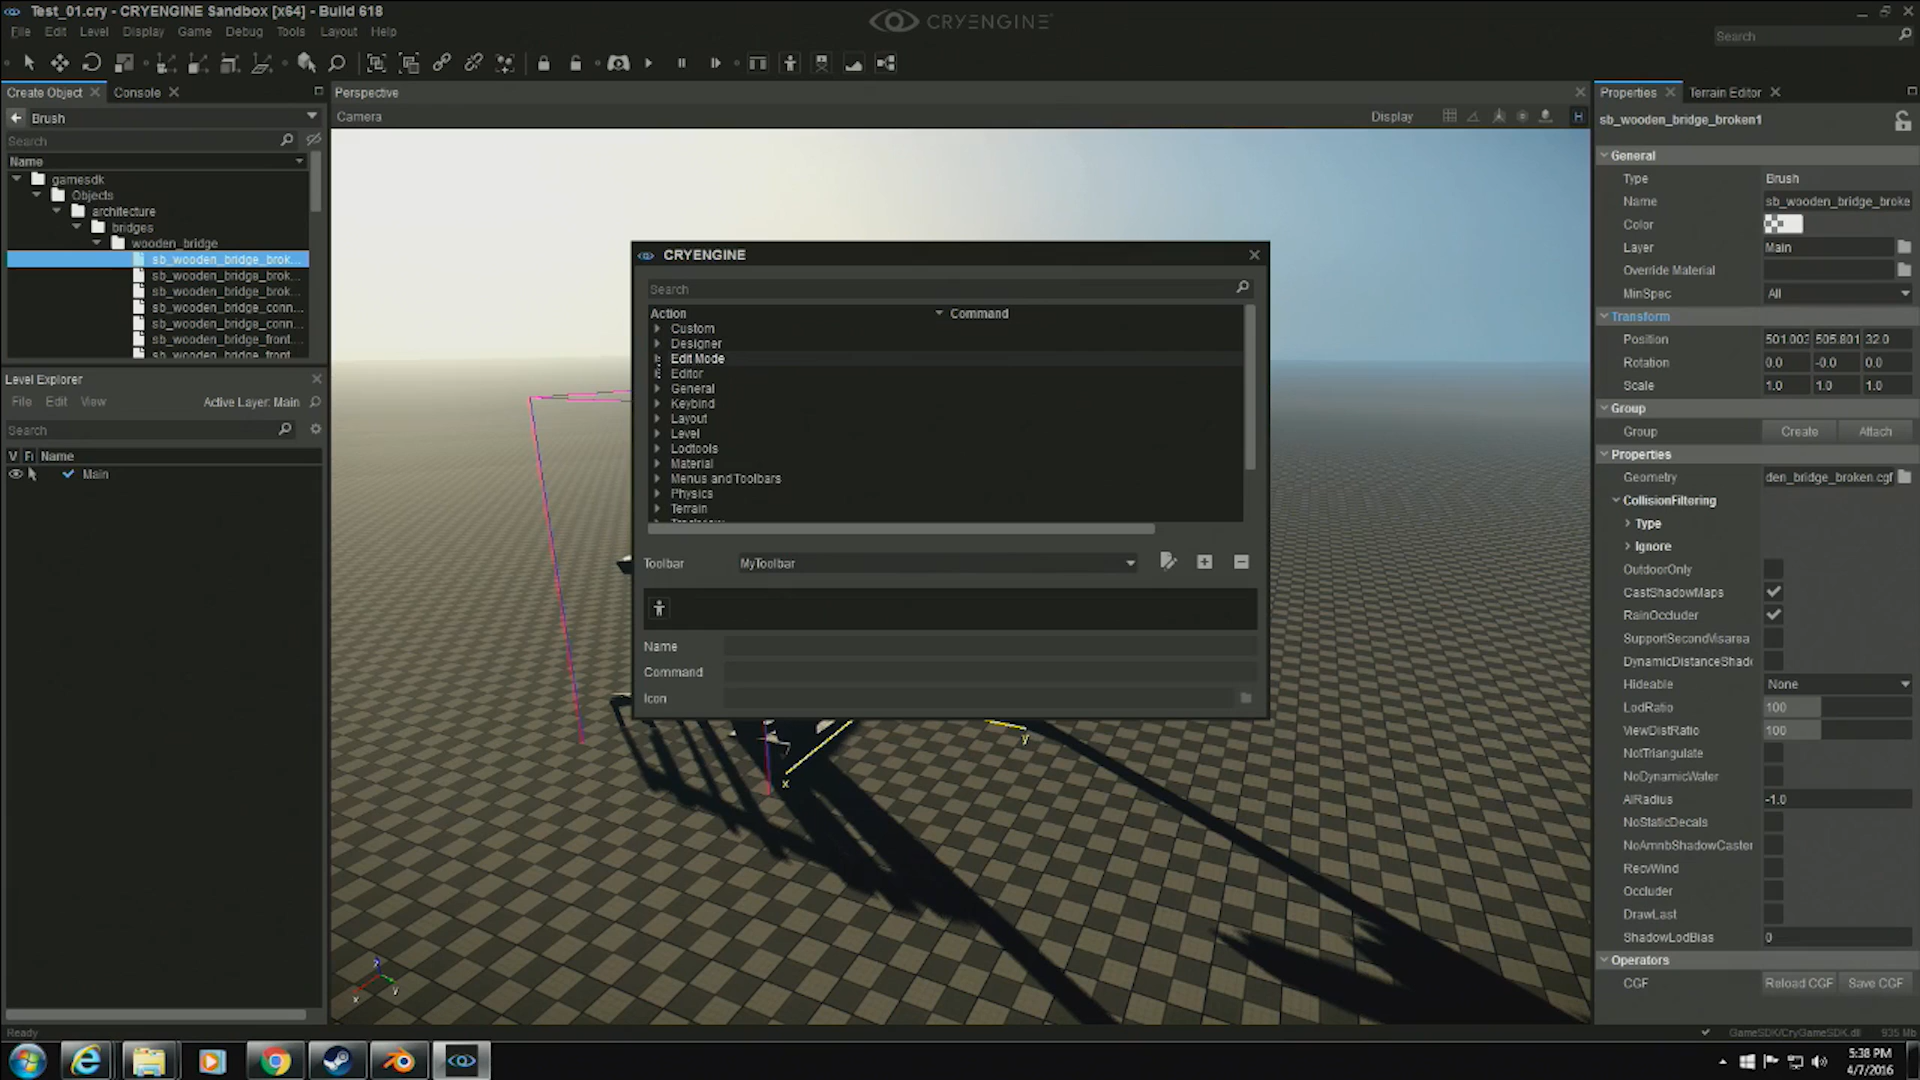 Test_01.cry - CRYENGINE Sandbox [x64] - Build 618
CRYENGINE
File Edit Level Display Game Debug Tools Layout Help
Search
Create Object
Console
Perspective
Properties
Terrain Editor
Brush
Camera
Display
H
sb_wooden_bridge_broken1
Search
Name
gamesdk
Objects
architecture
bridges
wooden_bridge
sb_wooden_bridge_brok...
sb_wooden_bridge_brok...
sb_wooden_bridge_brok...
sb_wooden_bridge_conn...
sb_wooden_bridge_conn...
sb_wooden_bridge_front...
sb_wooden_bridge_front
Level Explorer
File Edit View
Active Layer: Main
Search
V Name
Main
CRYENGINE
Search
Action
Command
Custom
Designer
Edit Mode
Editor
General
Keybind
Layout
Level
Lodtools
Material
Menus and Toolbars
Physics
Terrain
Toolbar
MyToolbar
Name
Command
Icon
y
x
z
y
x
General
Type Brush
Name sb_wooden_bridge_broke
Color
Layer Main
Override Material
MinSpec All
Transform
Position 501.003 505.801 32.0
Rotation 0.0 -0.0 0.0
Scale 1.0 1.0 1.0
Group
Group Create Attach
Properties
Geometry den_bridge_broken.cgf
CollisionFiltering
Type
Ignore
OutdoorOnly
CastShadowMaps
RainOccluder
SupportSecondVisarea
DynamicDistanceShado
Hideable None
LodRatio 100
ViewDistRatio 100
NotTriangulate
NoDynamicWater
AIRadius -1.0
NoStaticDecals
NoAmnbShadowCaster
RecvWind
Occluder
DrawLast
ShadowLodBias 0
Operators
CGF Reload CGF Save CGF
Ready
GameSDK/CryGameSDK.dll 935 Mb
5:38 PM
4/7/2016